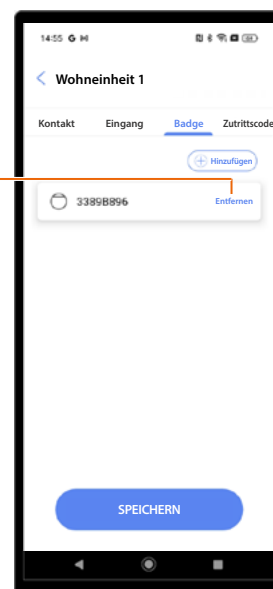 14:55 G M
Wohneinheit 1
Kontakt Eingang Badge Zutrittscode
Hinzufügen
3389B896 Entfernen
SPEICHERN